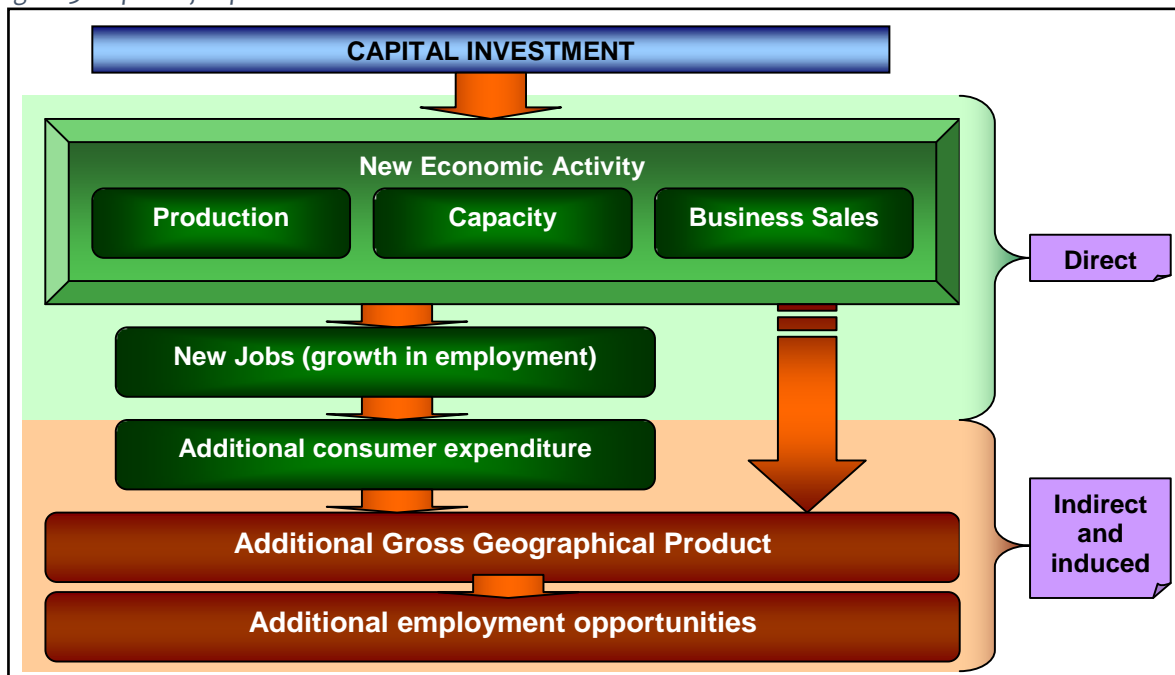 CAPITAL INVESTMENT
New Economic Activity
Production
Capacity
Business Sales
Direct
New Jobs (growth in employment)
Additional consumer expenditure
Indirect
and
induced
Additional Gross Geographical Product
Additional employment opportunities